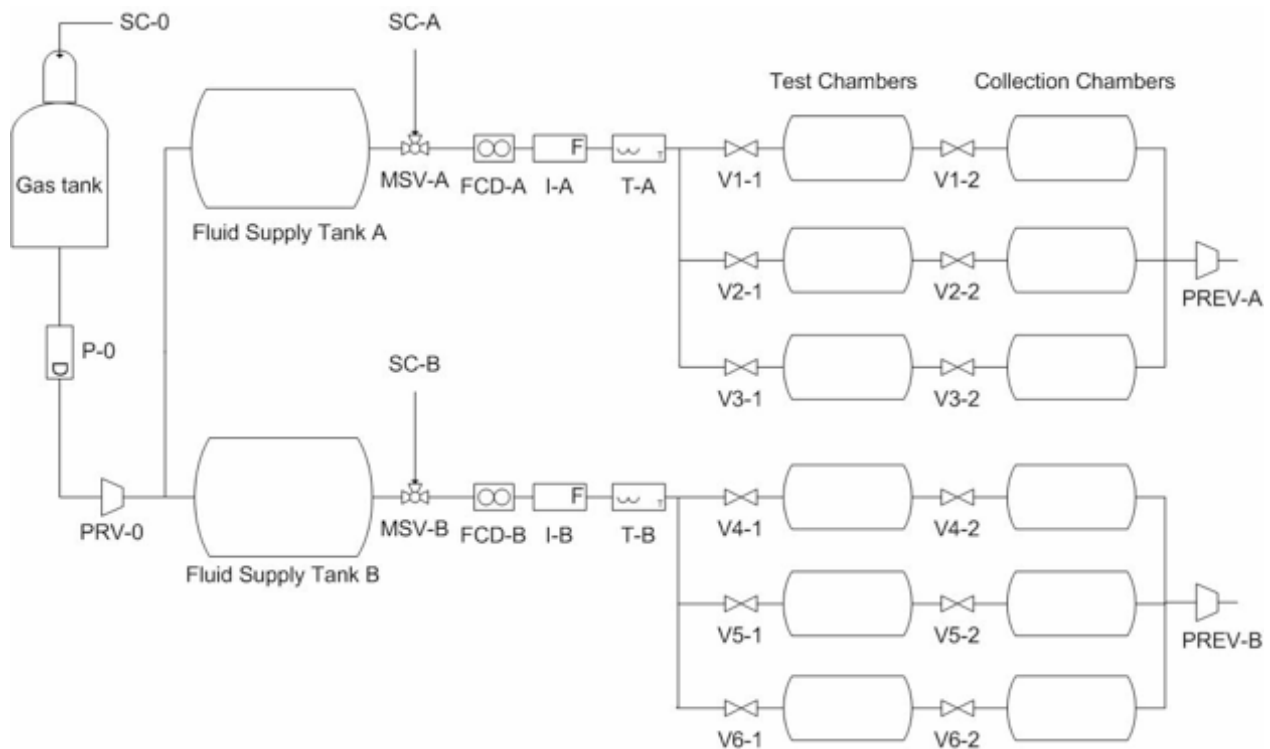 SC-0
SC-A
Test Chambers
Collection Chambers
Gas tank
F
T
MSV-A
FCD-A
I-A
T-A
V1-1
V1-2
Fluid Supply Tank A
V2-1
V2-2
PREV-A
P-0
D
SC-B
V3-1
V3-2
F
T
PRV-0
MSV-B
FCD-B
I-B
T-B
V4-1
V4-2
Fluid Supply Tank B
V5-1
V5-2
PREV-B
V6-1
V6-2